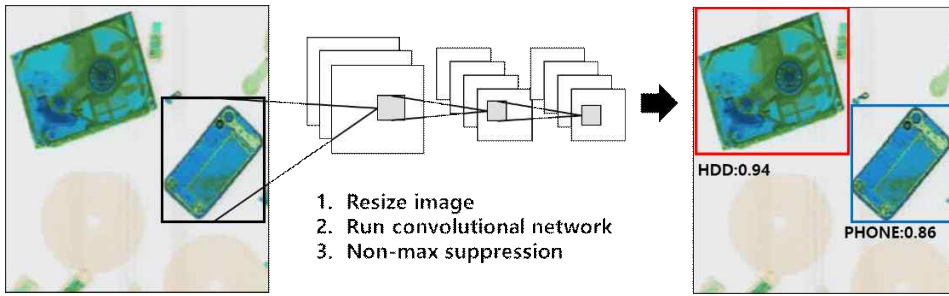 1. Resize image
2. Run convolutional network
3. Non-max suppression
HDD:0.94
PHONE:0.86